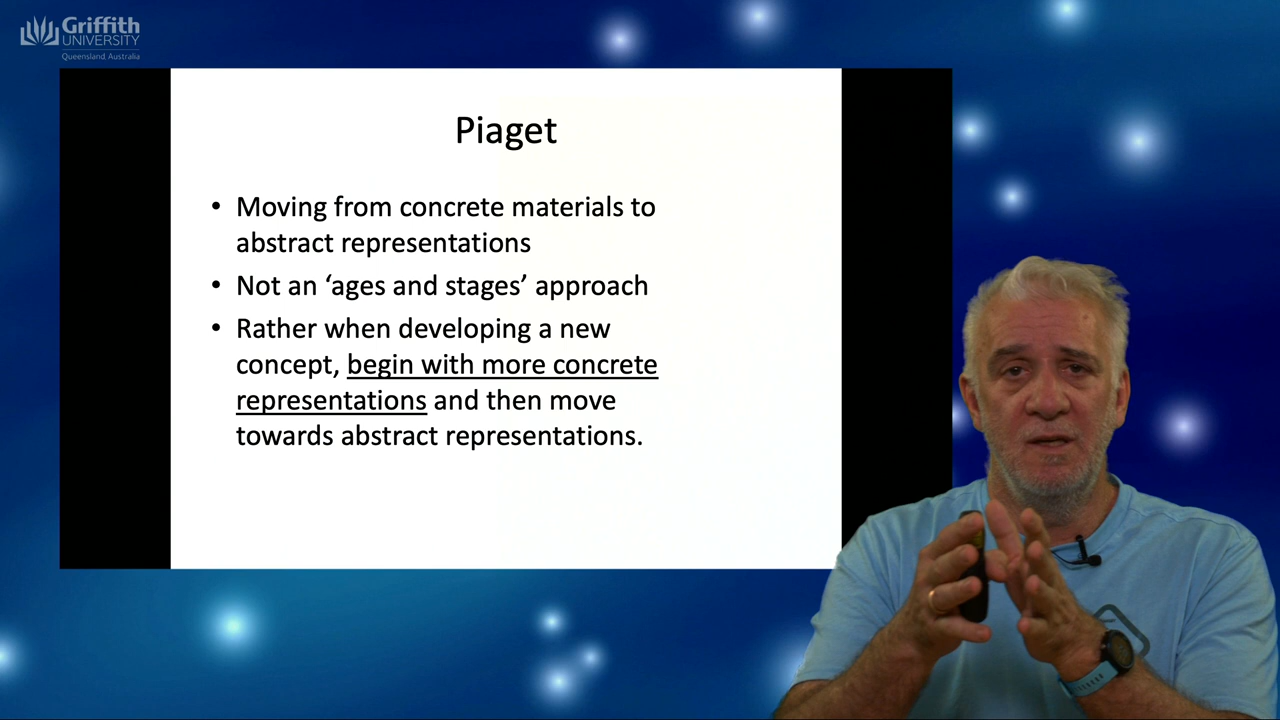 Griffith
UNIVERSITY
Queensland, Australia
Piaget
• Moving from concrete materials to
abstract representations
• Not an ‘ages and stages’ approach
• Rather when developing a new
concept, begin with more concrete
representations and then move
towards abstract representations.